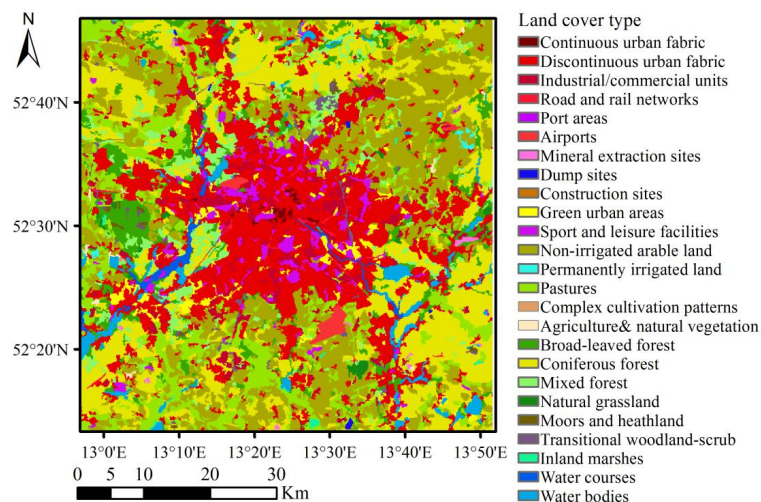 N
52°40′N
52°30′N
52°20′N
13°0′E 13°10′E 13°20′E 13°30′E 13°40′E 13°50′E
0 5 10 20 30 Km
Land cover type
Continuous urban fabric
Discontinuous urban fabric
Industrial/commercial units
Road and rail networks
Port areas
Airports
Mineral extraction sites
Dump sites
Construction sites
Green urban areas
Sport and leisure facilities
Non-irrigated arable land
Permanently irrigated land
Pastures
Complex cultivation patterns
Agriculture& natural vegetation
Broad-leaved forest
Coniferous forest
Mixed forest
Natural grassland
Moors and heathland
Transitional woodland-scrub
Inland marshes
Water courses
Water bodies